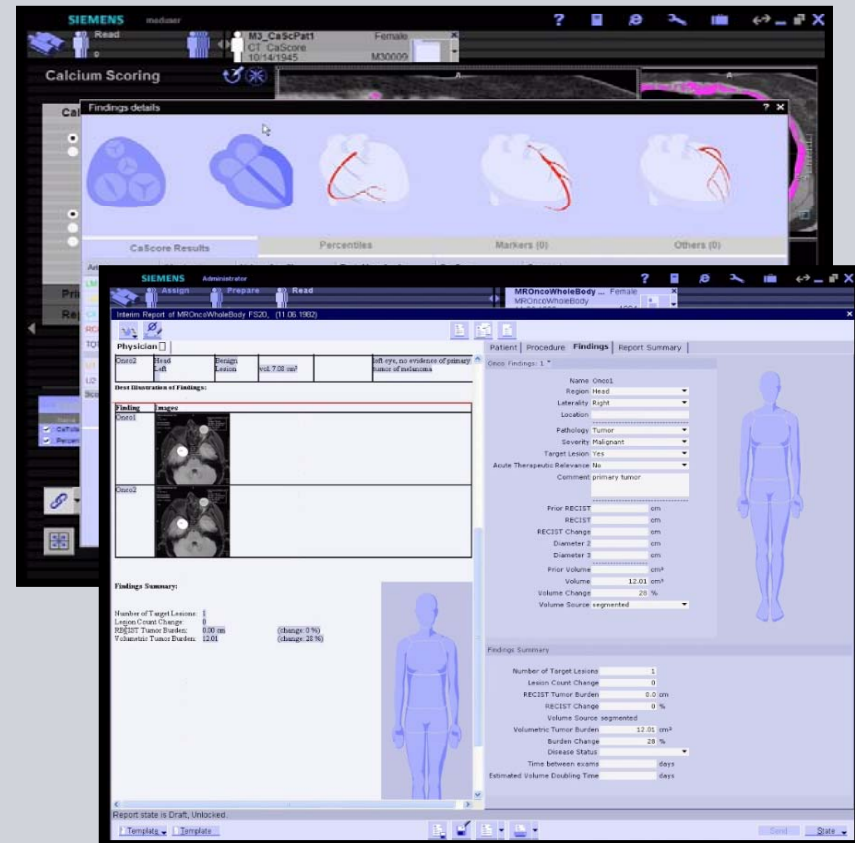 SIEMENS meduser
Read
0
M3_CaScPat1 Female
CT_CaScore
10/14/1945 M30009
Calcium Scoring
Findings details
CaScore Results Percentiles Markers (0) Others (0)
SIEMENS Administrator
Assign Prepare Read
MROncoWholeBody ... Female
MROncoWholeBody
Interim Report of MROncoWholeBody FS20, (11.06 1982)
Physician
Patient Procedure Findings Report Summary
Onco2 Head Benign left eye, no evidence of primary
Left Lesion vol. 7.08 cm³ tumor of melanoma
Best Illustration of Findings:
Finding Images
Onco1
Onco2
Findings Summary:
Number of Target Lesions: 1
Legion Count Change: 0
RECIST Tumor Burden: 0.00 cm (change: 0 %)
Volumetric Tumor Burden: 12.01 (change: 28 %)
Onco Findings: 1
Name Onco1
Region Head
Laterality Right
Location
Pathology Tumor
Severity Malignant
Target Lesion Yes
Acute Therapeutic Relevance No
Comment primary tumor
Prior RECIST cm
RECIST cm
RECIST Change cm
Diameter 2 cm
Diameter 3 cm
Prior Volume cm³
Volume 12.01 cm³
Volume Change 28 %
Volume Source segmented
Findings Summary
Number of Target Lesions 1
Lesion Count Change 0
RECIST Tumor Burden 0.0 cm
RECIST Change 0 %
Volume Source segmented
Volumetric Tumor Burden 12.01 cm³
Burden Change 28 %
Disease Status
Time between exams days
Estimated Volume Doubling Time days
Report state is Draft, Unlocked.
Template Template Send State